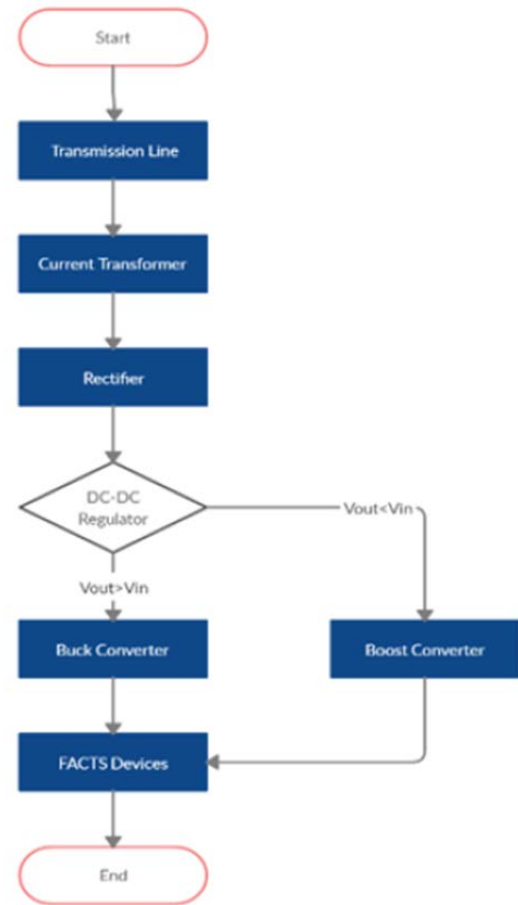 Start
Transmission Line
Current Transformer
Rectifier
DC-DC
Regulator
Vout<Vin
Vout>Vin
Buck Converter
Boost Converter
FACTS Devices
End